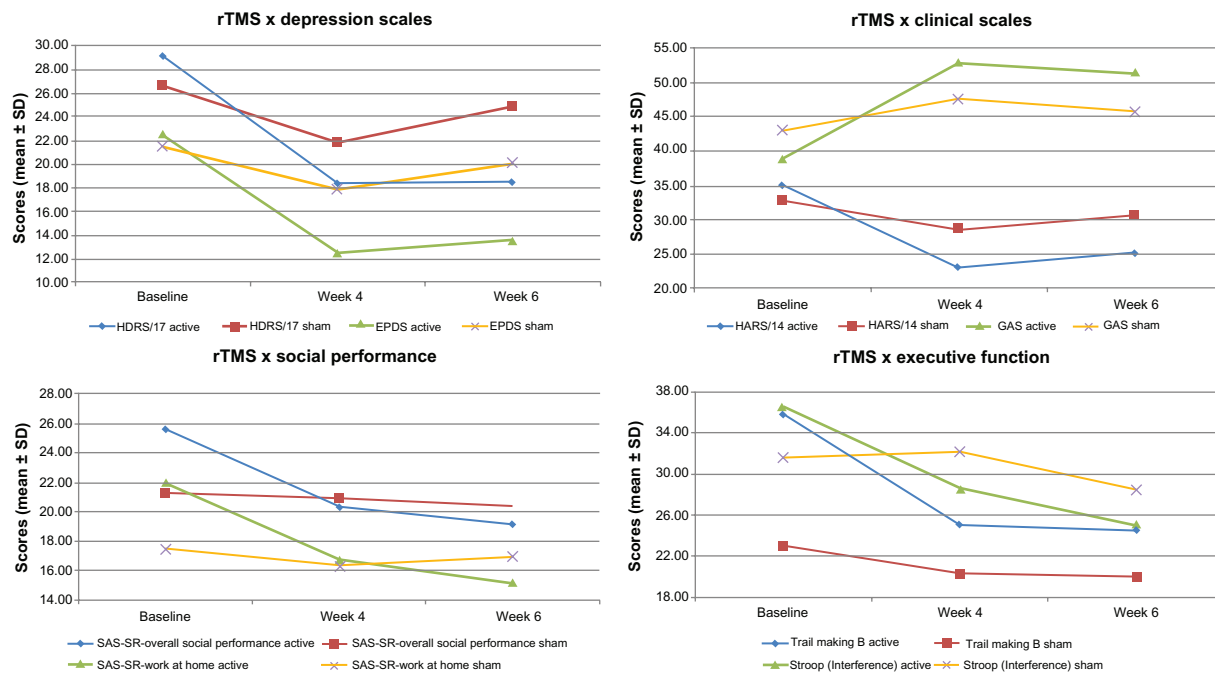 rTMS x depression scales
Scores (mean ± SD)
30.00
28.00
26.00
24.00
22.00
20.00
18.00
16.00
14.00
12.00
10.00
Baseline
Week 4
Week 6
HDRS/17 active
HDRS/17 sham
EPDS active
EPDS sham
rTMS x clinical scales
Scores (mean ± SD)
55.00
50.00
45.00
40.00
35.00
30.00
25.00
20.00
Baseline
Week 4
Week 6
HARS/14 active
HARS/14 sham
GAS active
GAS sham
rTMS x social performance
Scores (mean ± SD)
28.00
26.00
24.00
22.00
20.00
18.00
16.00
14.00
Baseline
Week 4
Week 6
SAS-SR-overall social performance active
SAS-SR-overall social performance sham
SAS-SR-work at home active
SAS-SR-work at home sham
rTMS x executive function
Scores (mean ± SD)
38.00
34.00
30.00
26.00
22.00
18.00
Baseline
Week 4
Week 6
Trail making B active
Trail making B sham
Stroop (Interference) active
Stroop (Interference) sham